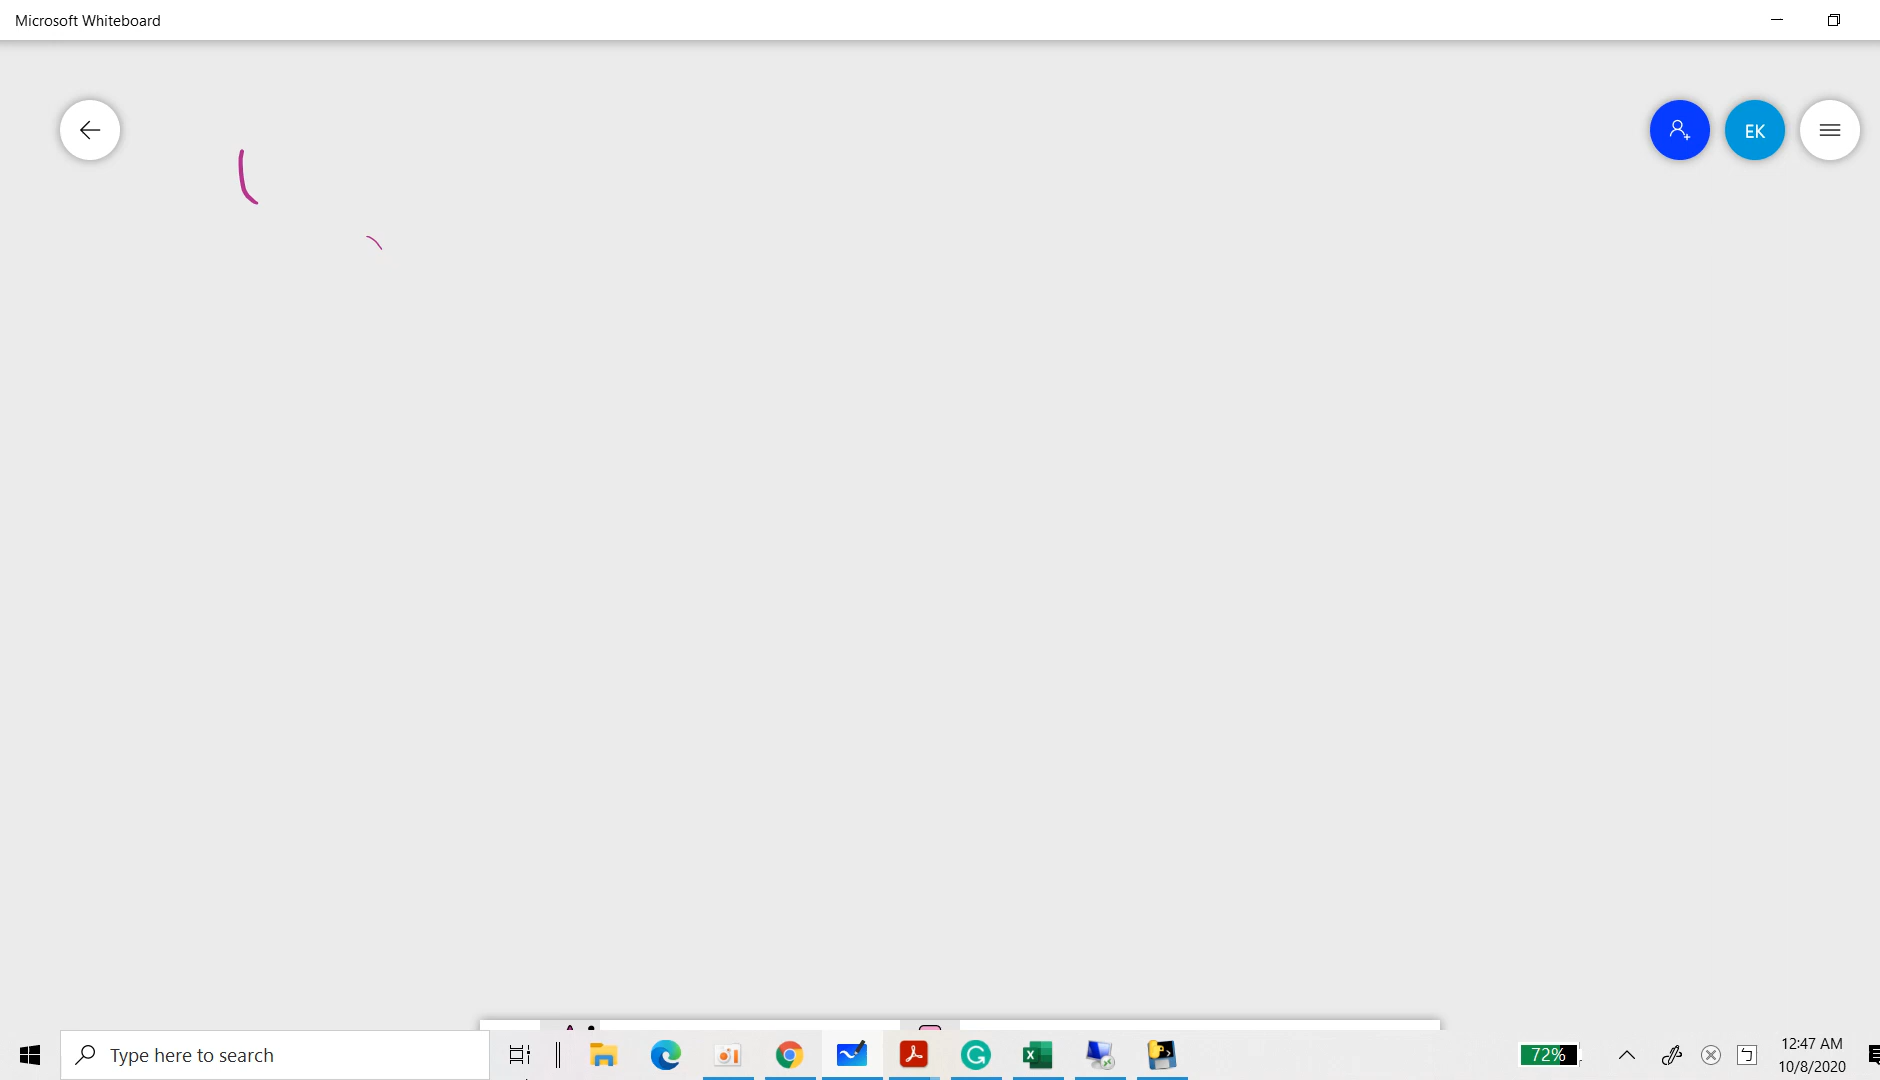 Microsoft Whiteboard
EK
Type here to search
72%
12:47 AM
10/8/2020